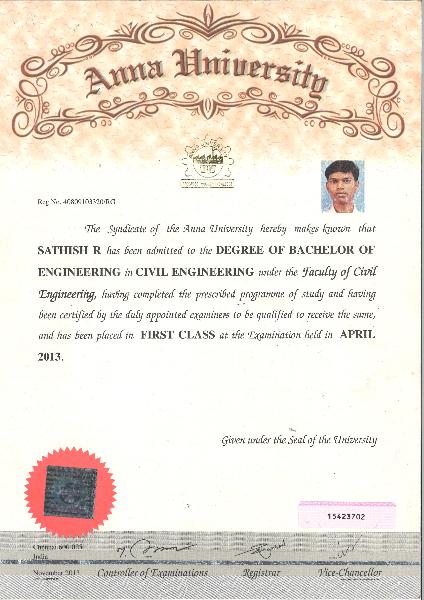 Anna University
Reg No. 40809103320/RG
The Syndicate of the Anna University hereby makes known that
SATHISH R has been admitted to the DEGREE OF BACHELOR OF
ENGINEERING in CIVIL ENGINEERING under the Faculty of Civil
Engineering, having completed the prescribed programme of study and having
been certified by the duly appointed examiners to be qualified to receive the same,
and has been placed in FIRST CLASS at the Examination held in APRIL
2013.
Given under the Seal of the University
15423702
Chennai 600 025
India
November 2013 Controller of Examinations Registrar Vice-Chancellor